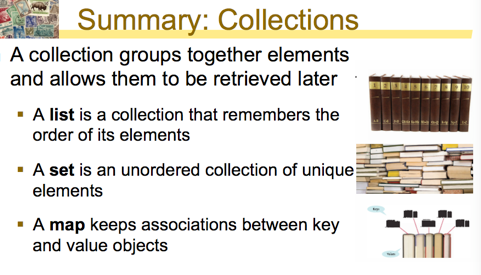 Summary: Collections
A collection groups together elements
and allows them to be retrieved later
▪ A list is a collection that remembers the
order of its elements
▪ A set is an unordered collection of unique
elements
▪ A map keeps associations between key
and value objects